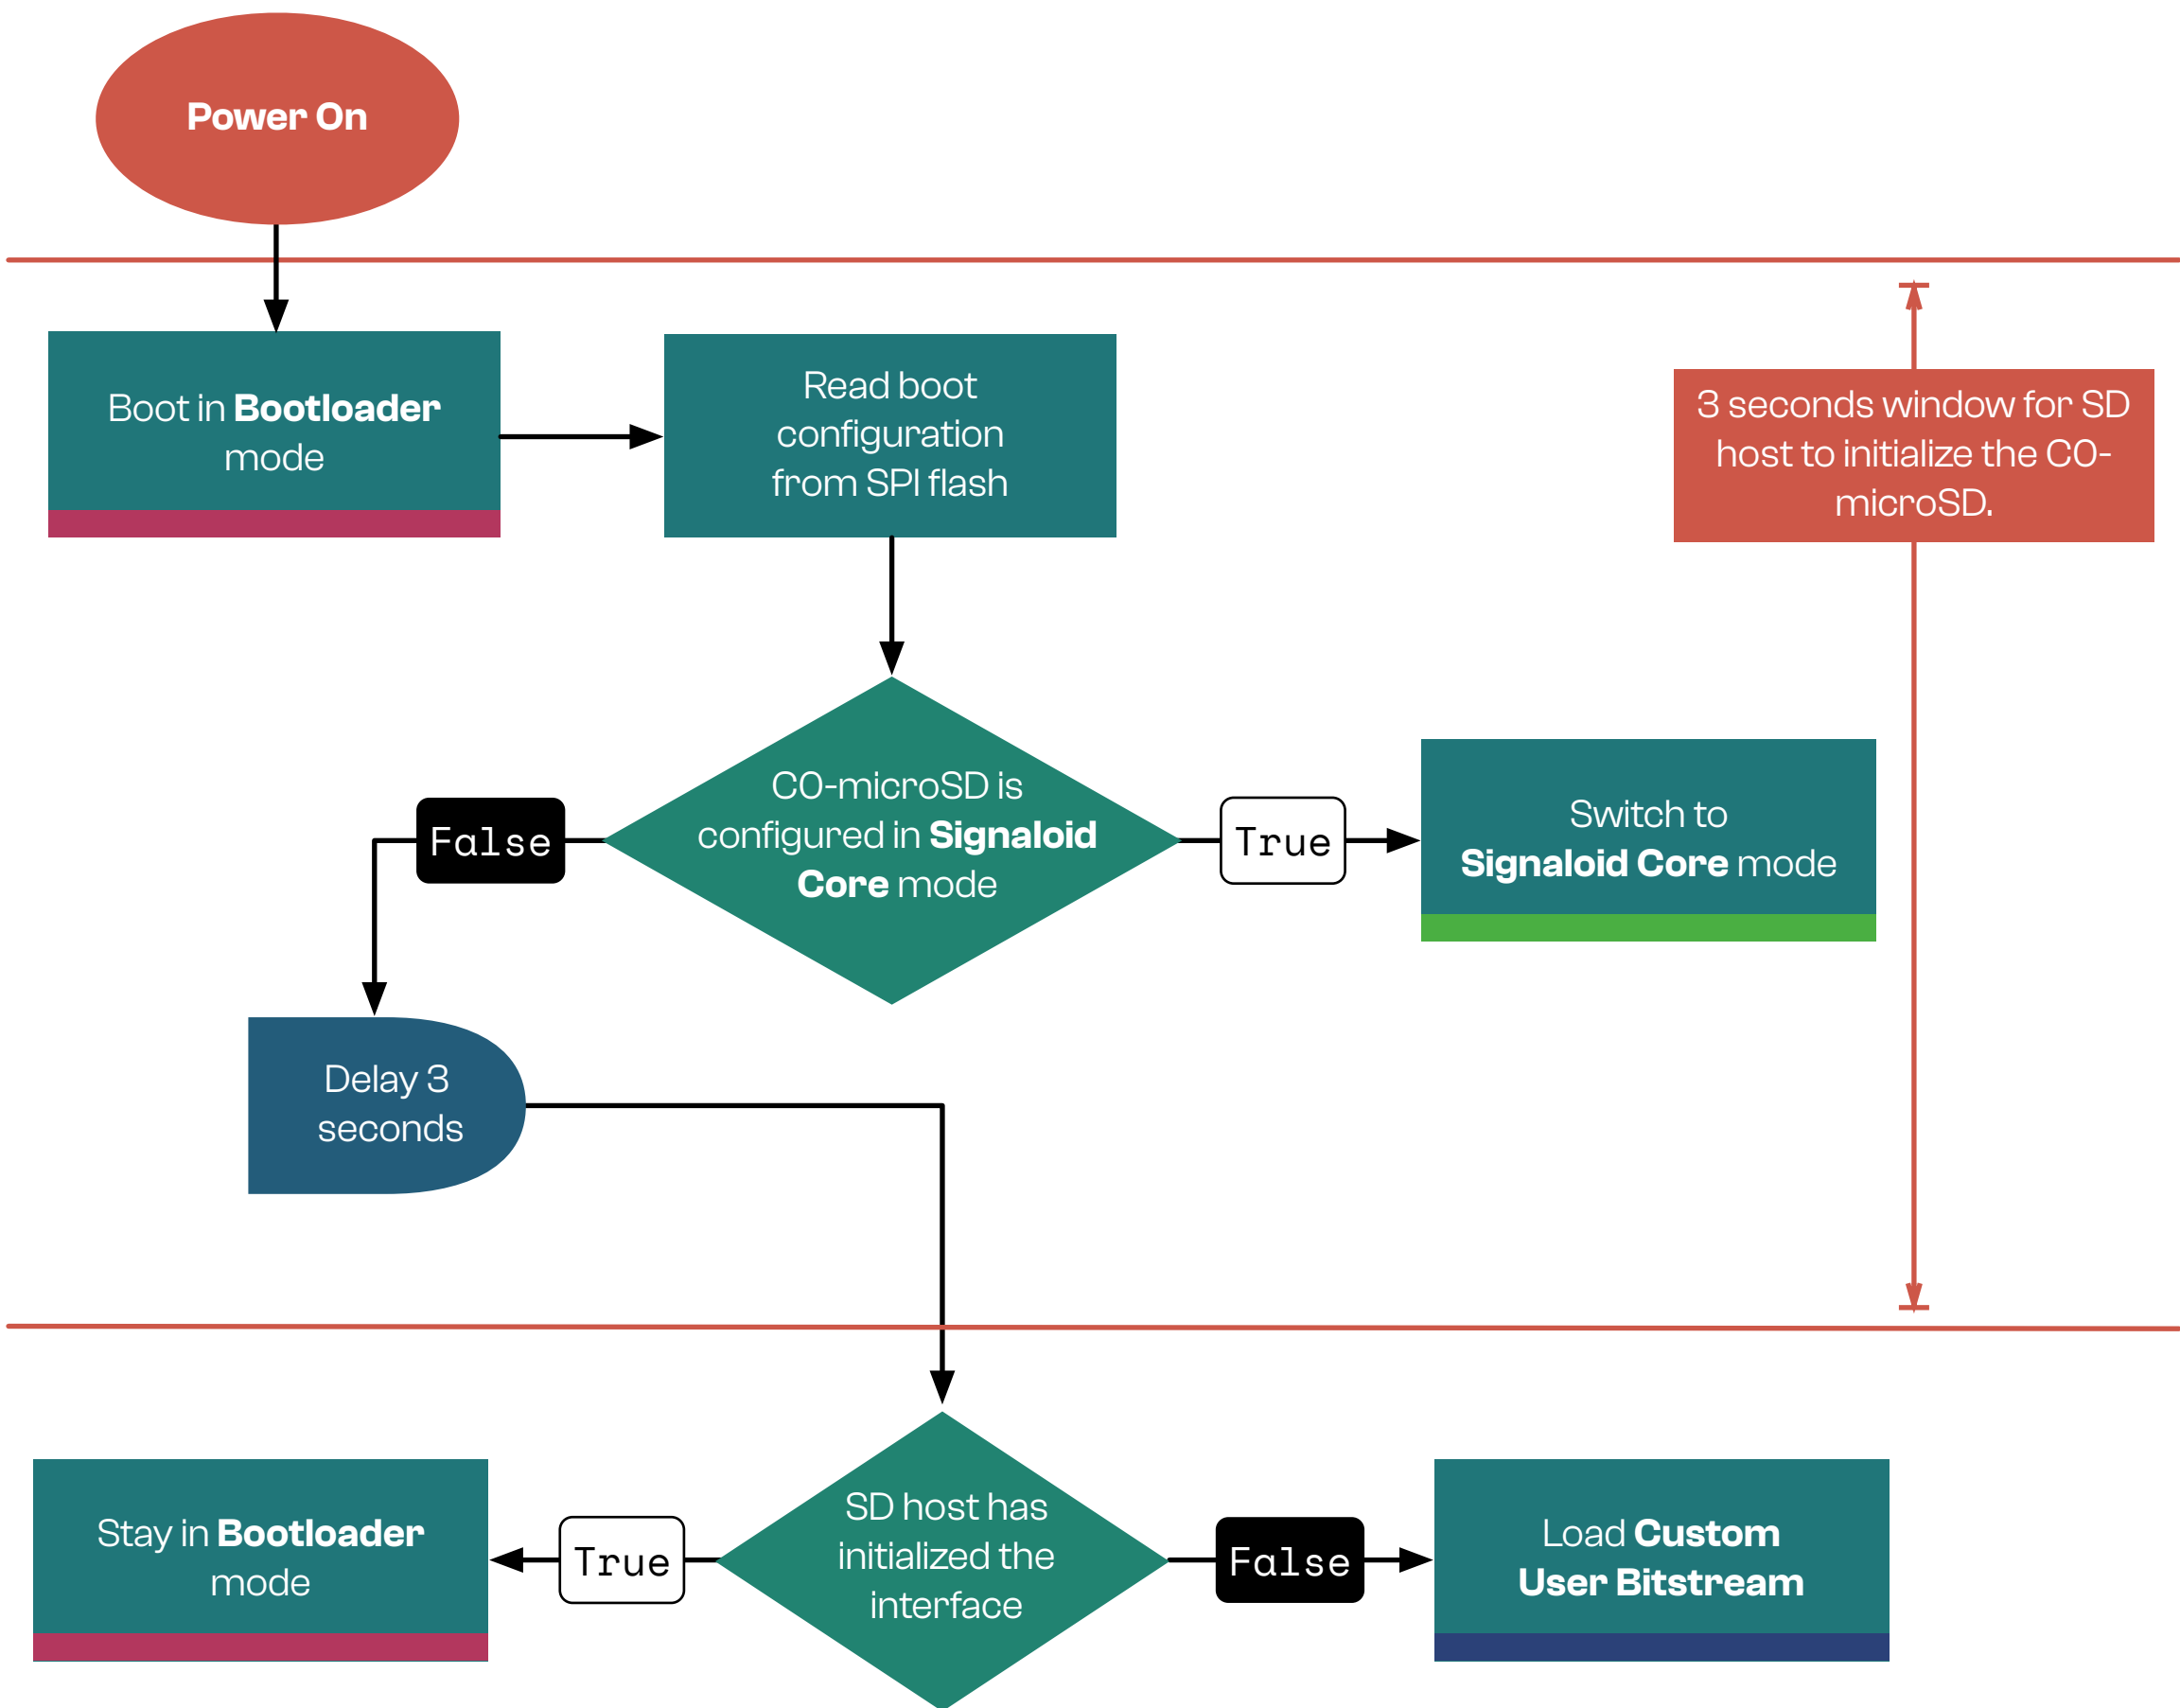 Power On
Boot in Bootloader
mode
Read boot
configuration
from SPI flash
3 seconds window for SD
host to initialize the C0-
microSD.
C0-microSD is
configured in Signaloid
Core mode
False
True
Switch to
Signaloid Core mode
Delay 3
seconds
SD host has
initialized the
interface
True
Stay in Bootloader
mode
False
Load Custom
User Bitstream